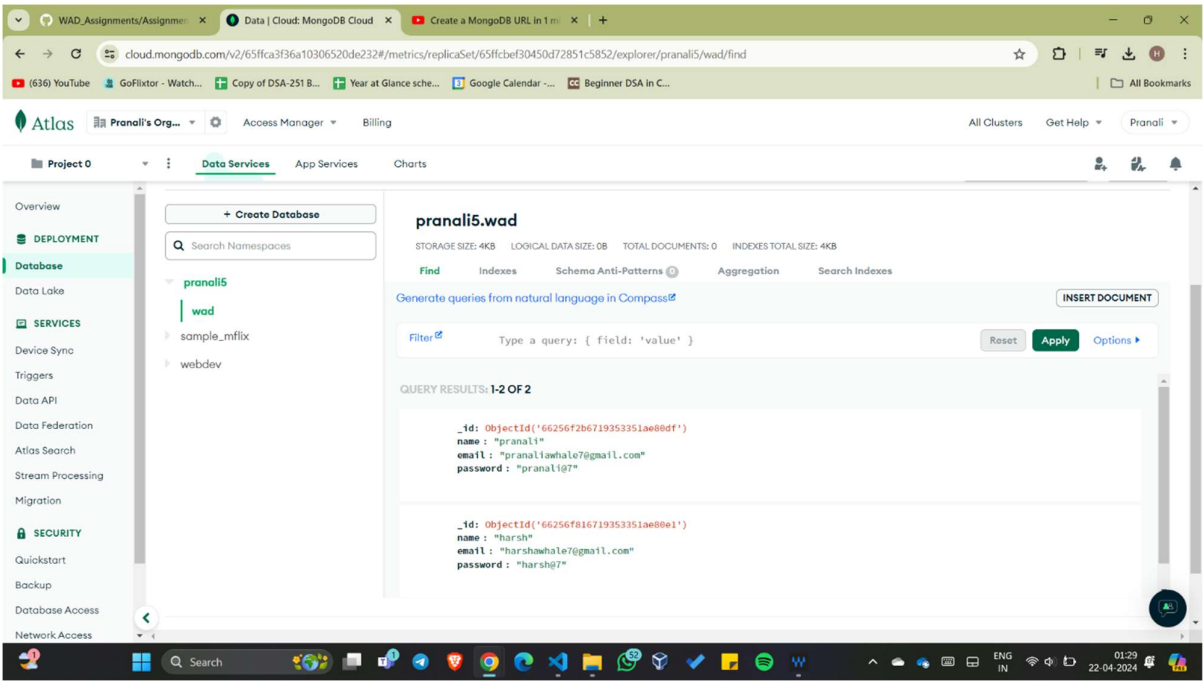 WAD_Assignments/Assignmen
Data | Cloud: MongoDB Cloud
Create a MongoDB URL in 1 mi
cloud.mongodb.com/v2/65ffca3f36a10306520de232#/metrics/replicaSet/65ffcbef30450d72851c5852/explorer/pranali5/wad/find
H
(636) YouTube
GoFlixtor - Watch...
Copy of DSA-251 B...
Year at Glance sche...
Google Calendar -...
CC
Beginner DSA in C...
All Bookmarks
Atlas
Pranali's Org...
Access Manager
Billing
All Clusters
Get Help
Pranali
Project 0
Data Services
App Services
Charts
Overview
DEPLOYMENT
Database
Data Lake
SERVICES
Device Sync
Triggers
Data API
Data Federation
Atlas Search
Stream Processing
Migration
SECURITY
Quickstart
Backup
Database Access
Network Access
+ Create Database
Search Namespaces
pranali5
wad
sample_mflix
webdev
pranali5.wad
STORAGE SIZE: 4KB LOGICAL DATA SIZE: 0B TOTAL DOCUMENTS: 0 INDEXES TOTAL SIZE: 4KB
Find
Indexes
Schema Anti-Patterns 0
Aggregation
Search Indexes
Generate queries from natural language in Compass
INSERT DOCUMENT
Filter
Type a query: { field: 'value' }
Reset
Apply
Options
QUERY RESULTS: 1-2 OF 2
_id: ObjectId('66256f2b6719353351ae80df')
name : "pranali"
email : "pranaliawhale7@gmail.com"
password : "pranali@7"
_id: ObjectId('66256f816719353351ae80e1')
name : "harsh"
email : "harshawhale7@gmail.com"
password : "harsh@7"
1
Search
1
52
ENG
IN
01:29
22-04-2024